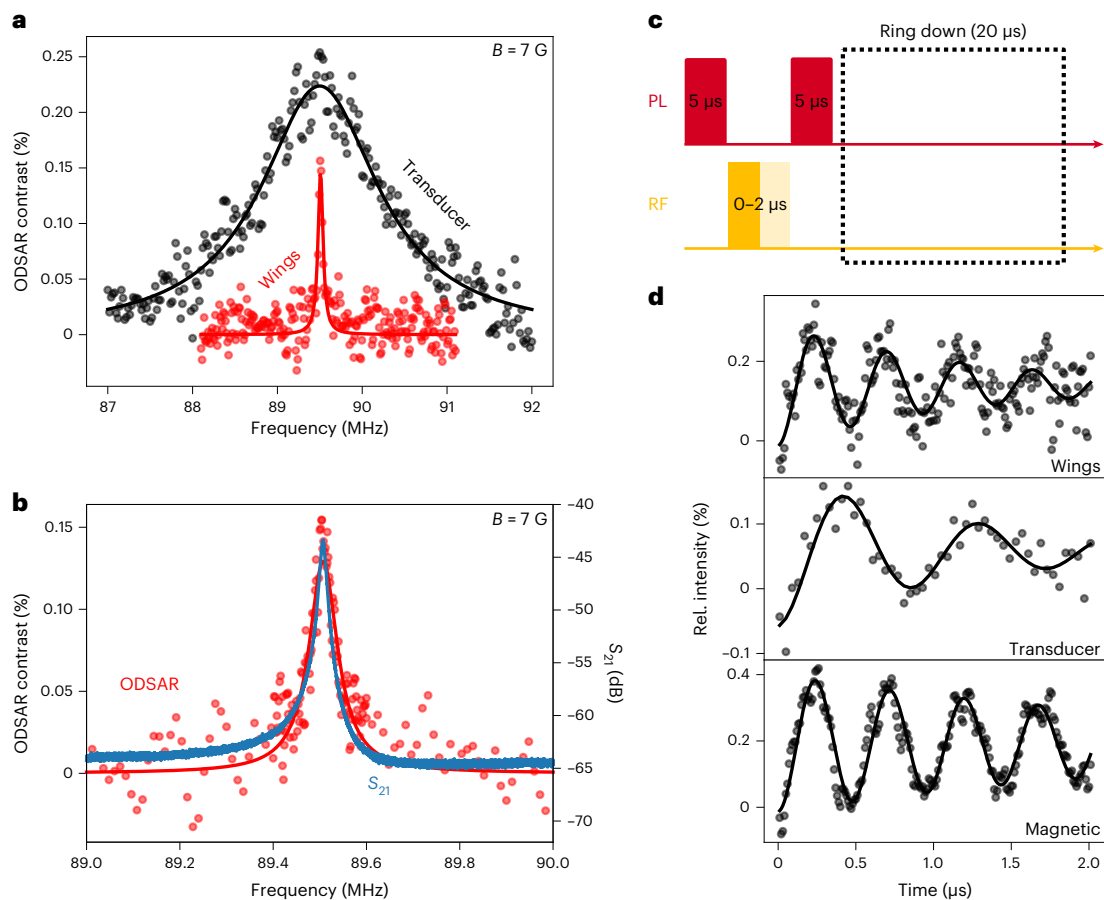 a
B = 7 G
0.25
0.20
0.15
0.10
0.05
0
ODSAR contrast (%)
Transducer
Wings
87 88 89 90 91 92
Frequency (MHz)
b
B = 7 G
0.15
0.10
0.05
0
ODSAR contrast (%)
ODSAR
S21
−40
−45
−50
−55
−60
−65
−70
S21 (dB)
89.0 89.2 89.4 89.6 89.8 90.0
Frequency (MHz)
c
Ring down (20 µs)
PL
5 µs 5 µs
RF
0–2 µs
d
0.2
0
Wings
0.1
0
−0.1
Transducer
Rel. intensity (%)
0.4
0.2
0
Magnetic
0 0.5 1.0 1.5 2.0
Time (µs)